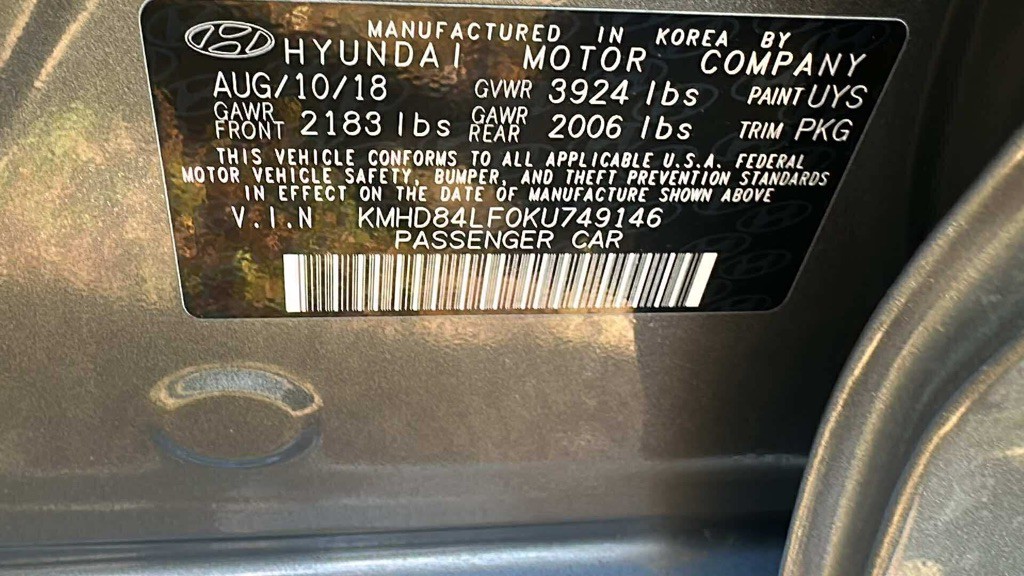 MANUFACTURED IN KOREA BY
HYUNDAI MOTOR COMPANY
AUG/10/18 GVWR 3924 lbs PAINT UYS
GAWR FRONT 2183 lbs GAWR REAR 2006 lbs TRIM PKG
THIS VEHICLE CONFORMS TO ALL APPLICABLE U.S.A. FEDERAL
MOTOR VEHICLE SAFETY, BUMPER, AND THEFT PREVENTION STANDARDS
IN EFFECT ON THE DATE OF MANUFACTURE SHOWN ABOVE
V.I.N KMHD84LF0KU749146
PASSENGER CAR